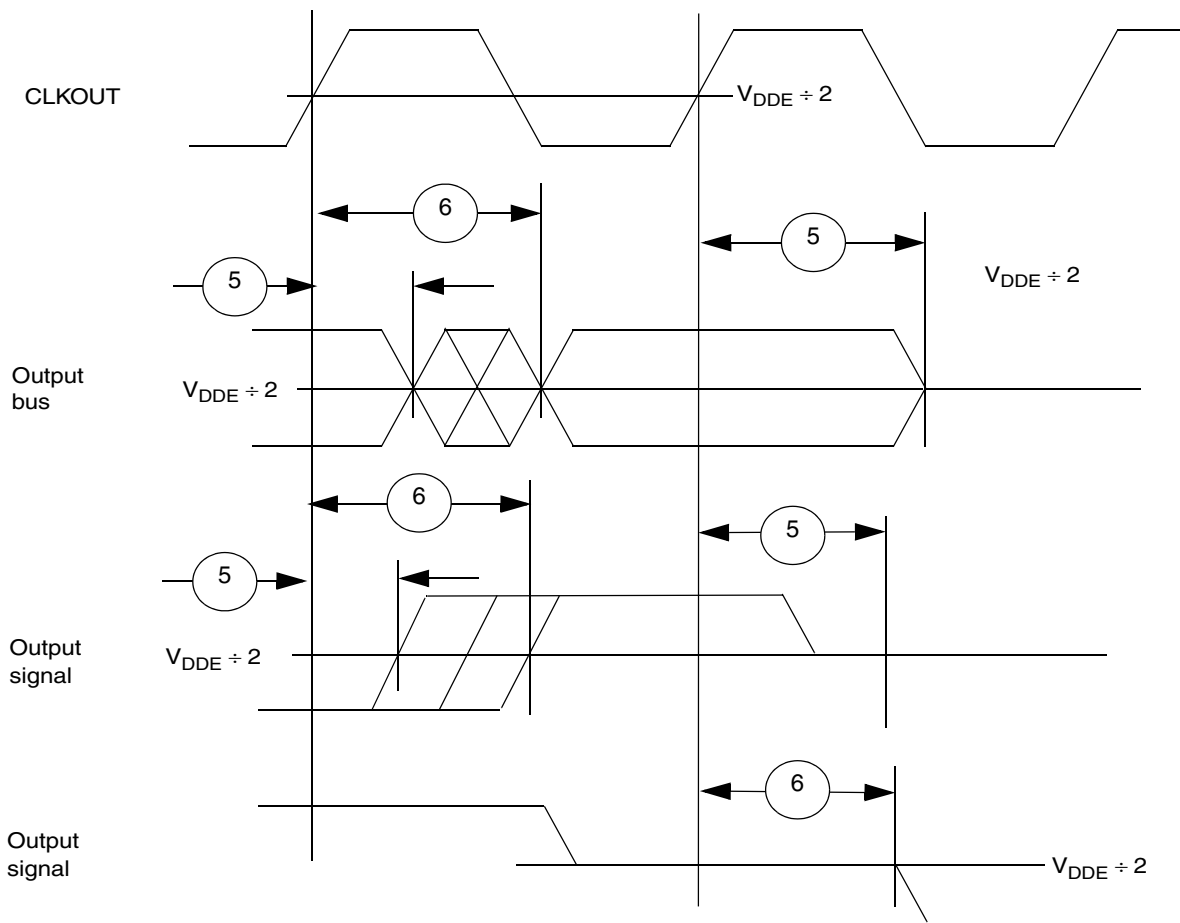 CLKOUT
V_DDE ÷ 2
6
5
5
V_DDE ÷ 2
Output
bus
V_DDE ÷ 2
6
5
5
Output
signal
V_DDE ÷ 2
6
Output
signal
V_DDE ÷ 2